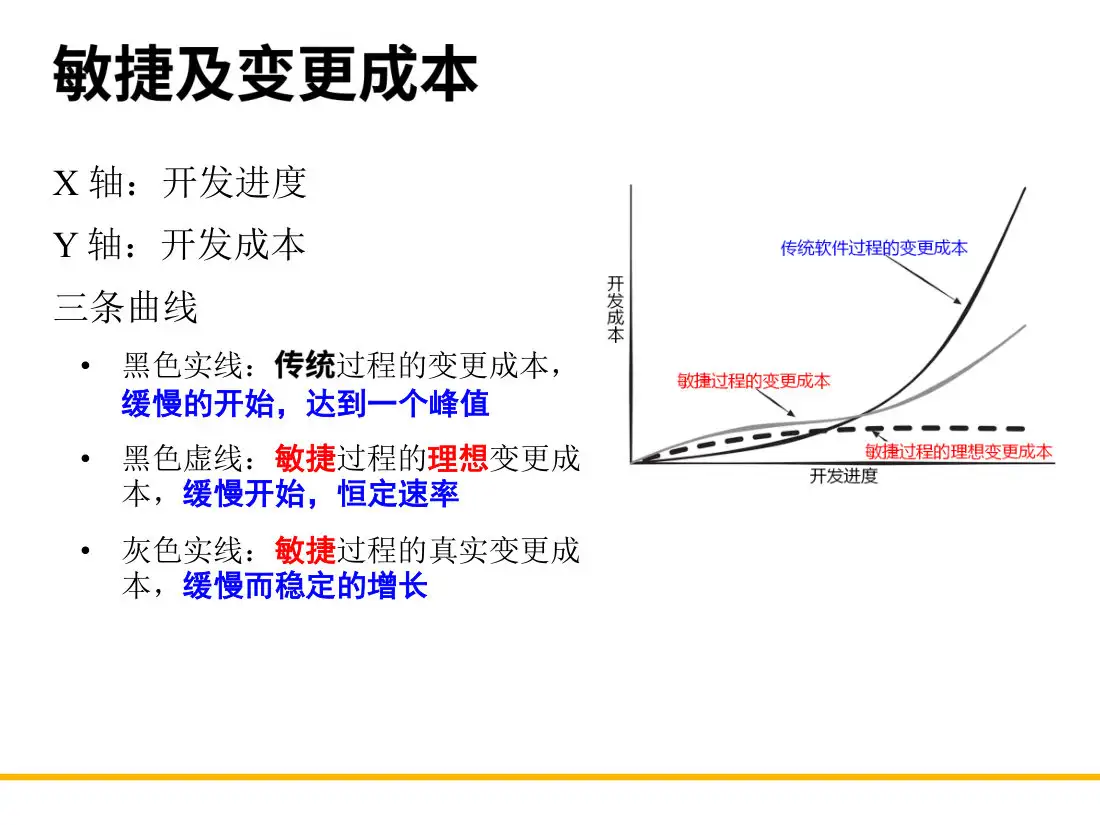 敏捷及变更成本
X 轴：开发进度
Y 轴：开发成本
三条曲线
• 黑色实线：传统过程的变更成本，
缓慢的开始，达到一个峰值
• 黑色虚线：敏捷过程的理想变更成
本，缓慢开始，恒定速率
• 灰色实线：敏捷过程的真实变更成
本，缓慢而稳定的增长
传统软件过程的变更成本
开发成本
敏捷过程的变更成本
敏捷过程的理想变更成本
开发进度